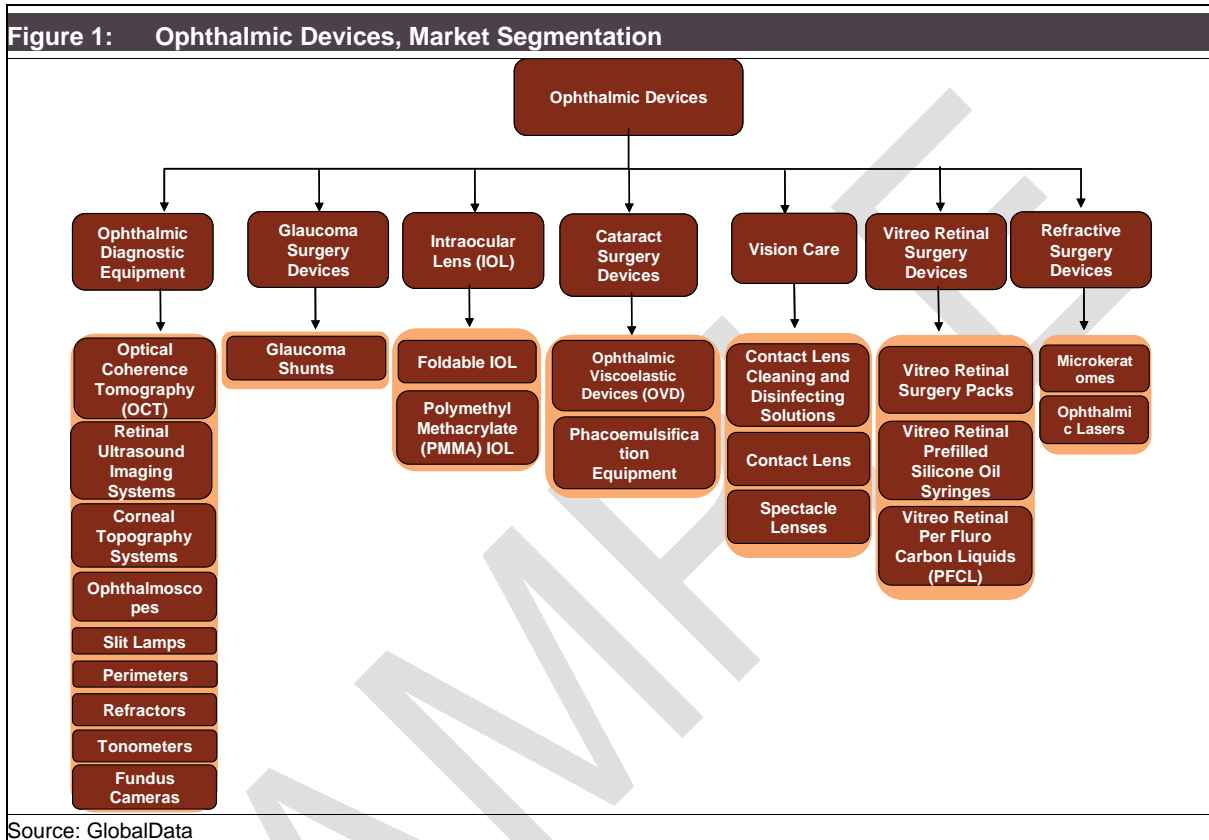 Figure 1: Ophthalmic Devices, Market Segmentation
Ophthalmic Devices
Ophthalmic
Diagnostic
Equipment
Glaucoma
Surgery
Devices
Intraocular
Lens (IOL)
Cataract
Surgery
Devices
Vision Care
Vitreo Retinal
Surgery
Devices
Refractive
Surgery
Devices
Optical
Coherence
Tomography
(OCT)
Retinal
Ultrasound
Imaging
Systems
Corneal
Topography
Systems
Ophthalmosco
pes
Slit Lamps
Perimeters
Refractors
Tonometers
Fundus
Cameras
Glaucoma
Shunts
Foldable IOL
Polymethyl
Methacrylate
(PMMA) IOL
Ophthalmic
Viscoelastic
Devices (OVD)
Phacoemulsifica
tion
Equipment
Contact Lens
Cleaning and
Disinfecting
Solutions
Contact Lens
Spectacle
Lenses
Vitreo Retinal
Surgery Packs
Vitreo Retinal
Prefilled
Silicone Oil
Syringes
Vitreo Retinal
Per Fluro
Carbon Liquids
(PFCL)
Microkerat
omes
Ophthalmi
c Lasers
Source: GlobalData